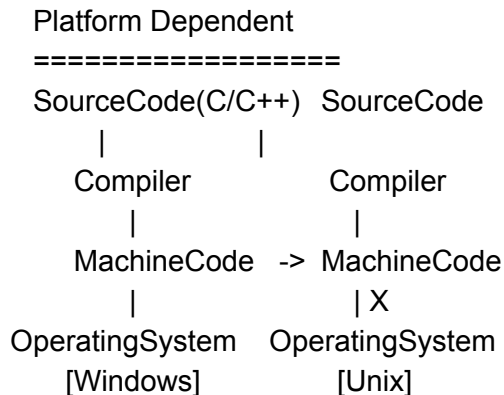 Platform Dependent
==================
SourceCode(C/C++) SourceCode
| |
Compiler Compiler
| |
MachineCode -> MachineCode
| | X
OperatingSystem OperatingSystem
[Windows] [Unix]